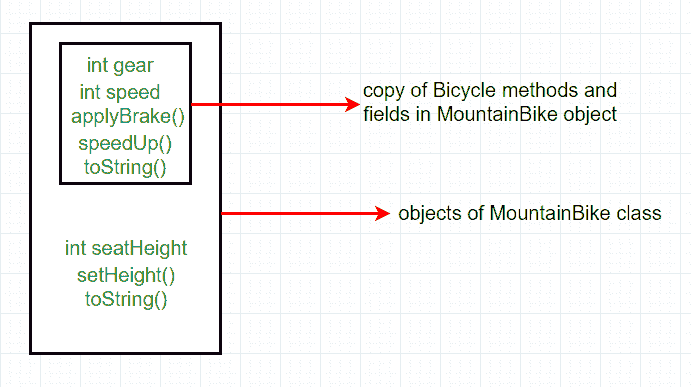 int gear
int speed
applyBrake()
speedUp()
toString()
copy of Bicycle methods and
fields in MountainBike object
objects of MountainBike class
int seatHeight
setHeight()
toString()